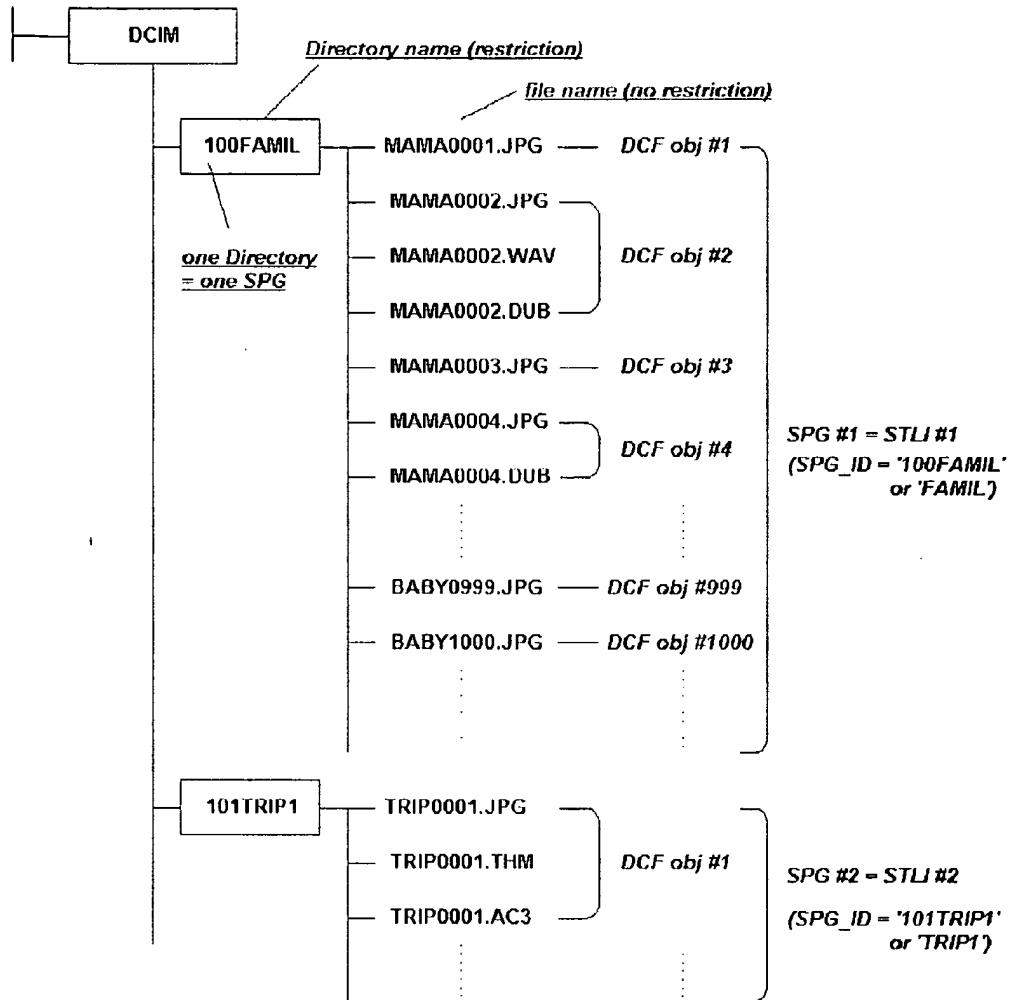 DCIM
Directory name (restriction)
file name (no restriction)
100FAMIL
MAMA0001.JPG
DCF obj #1
MAMA0002.JPG
one Directory
= one SPG
MAMA0002.WAV
DCF obj #2
MAMA0002.DUB
MAMA0003.JPG
DCF obj #3
MAMA0004.JPG
DCF obj #4
MAMA0004.DUB
SPG #1 = STLI #1
(SPG_ID = '100FAMIL'
or 'FAMIL')
BABY0999.JPG
DCF obj #999
BABY1000.JPG
DCF obj #1000
101TRIP1
TRIP0001.JPG
TRIP0001.THM
DCF obj #1
TRIP0001.AC3
SPG #2 = STLI #2
(SPG_ID = '101TRIP1'
or 'TRIP1')